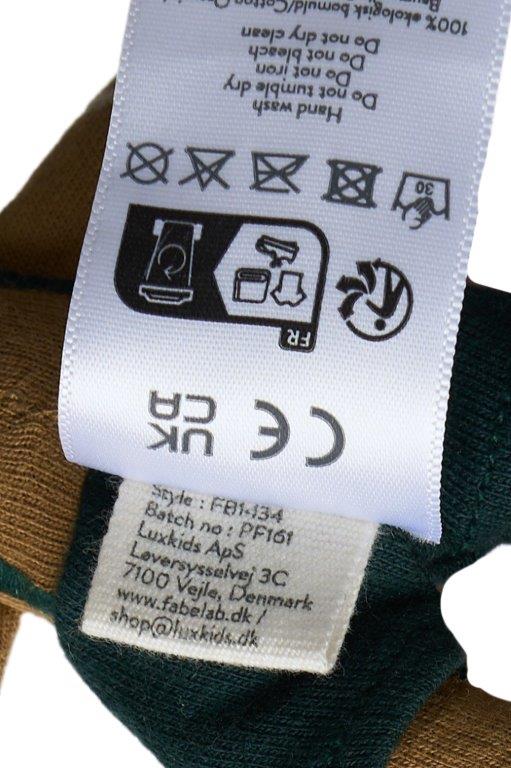 100% økologisk bomuld/Cotton
Do not dry clean
Do not bleach
Do not iron
Do not tumble dry
Hand wash
30
FR
CE
UK
CA
Style : FB1434
Batch no : PF161
Luxkids ApS
Løversysselvej 3C
7100 Vejle, Denmark
www.fabelab.dk /
shop@luxkids.dk